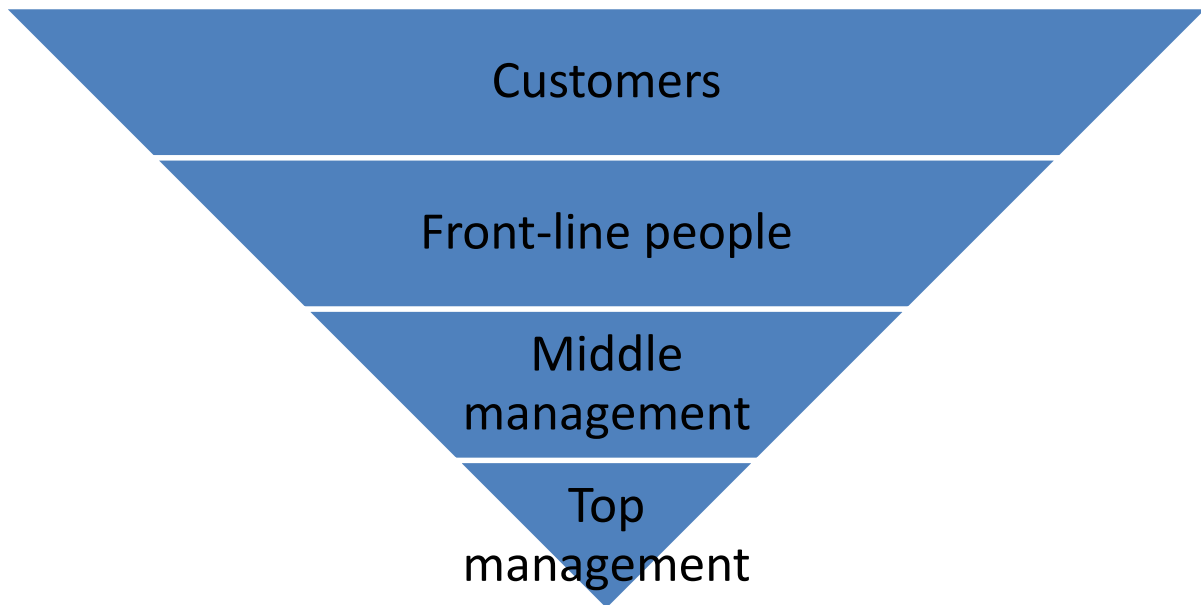 Customers
Front-line people
Middle
management
Top
management